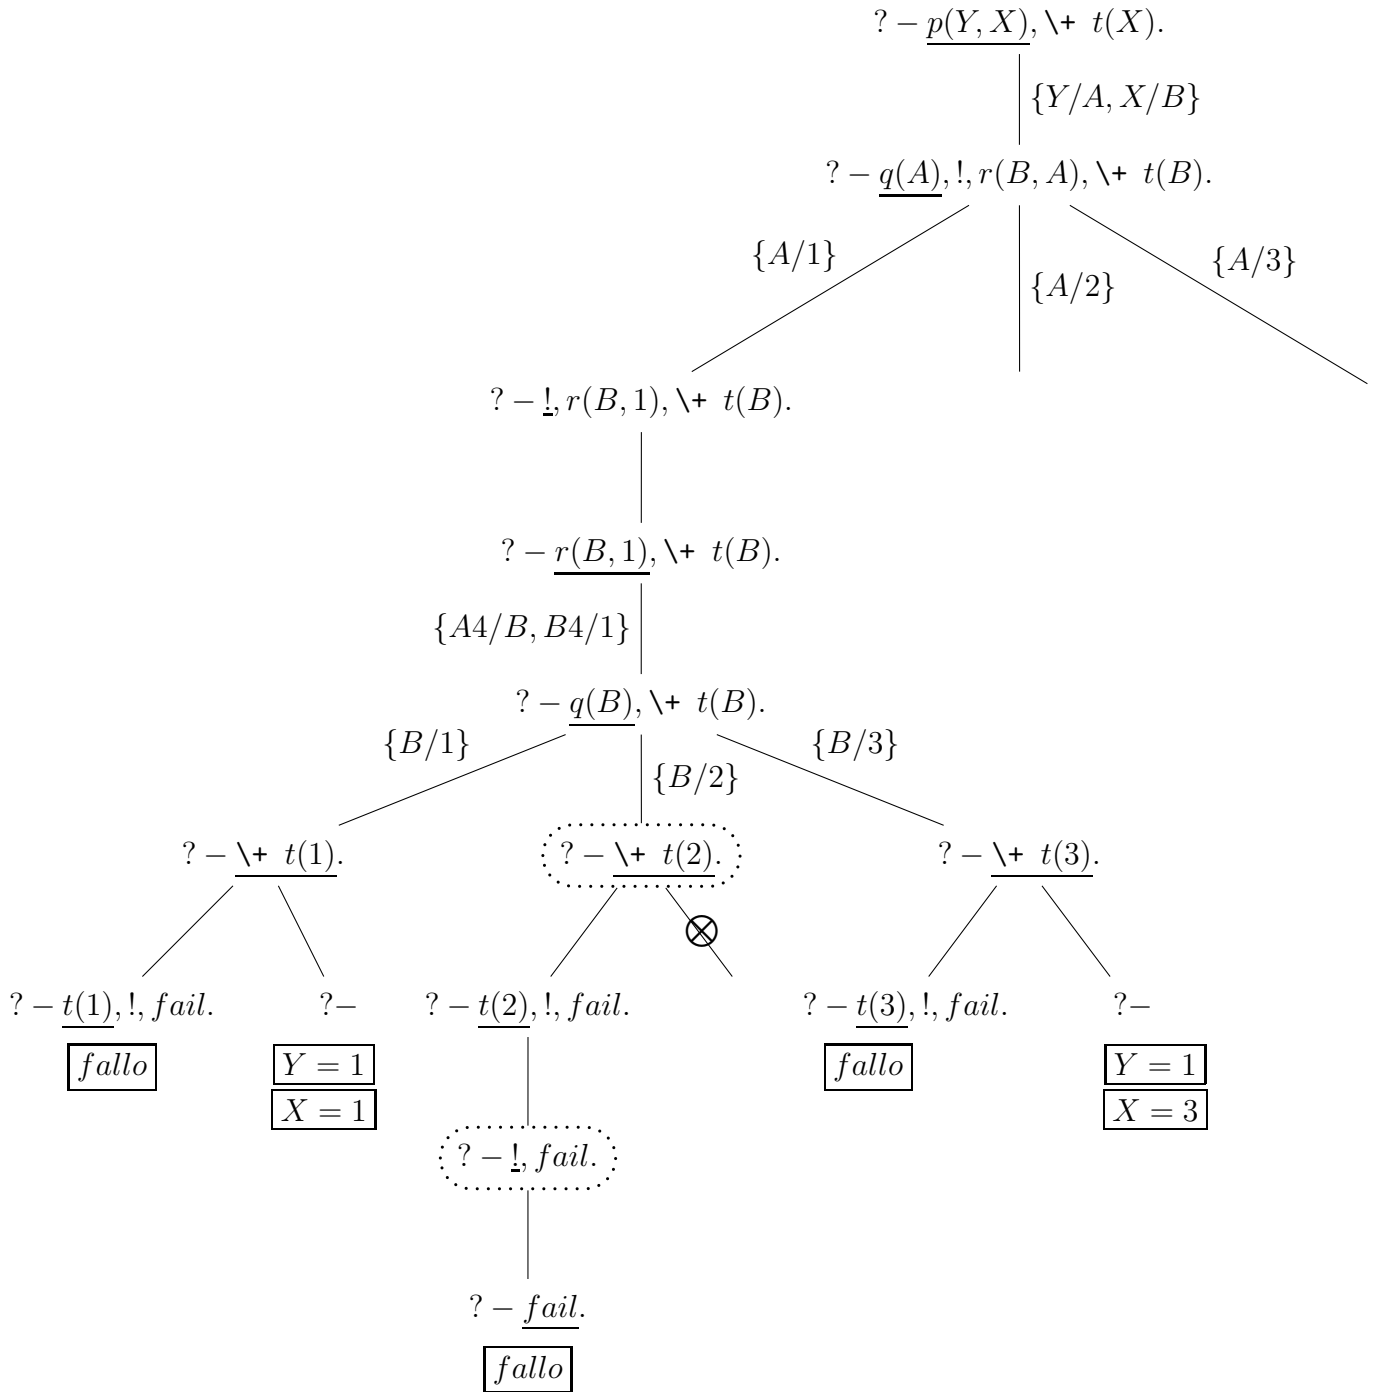 ? − p(Y, X), \+ t(X).
{Y/A, X/B}
? − q(A), !, r(B, A), \+ t(B).
{A/1}
{A/2}
{A/3}
? − !, r(B, 1), \+ t(B).
? − r(B, 1), \+ t(B).
{A4/B, B4/1}
? − q(B), \+ t(B).
{B/1}
{B/2}
{B/3}
? − \+ t(1).
? − \+ t(2).
? − \+ t(3).
? − t(1), !, fail.
?−
? − t(2), !, fail.
? − t(3), !, fail.
?−
fallo
Y = 1
X = 1
fallo
Y = 1
X = 3
? − !, fail.
? − fail.
fallo